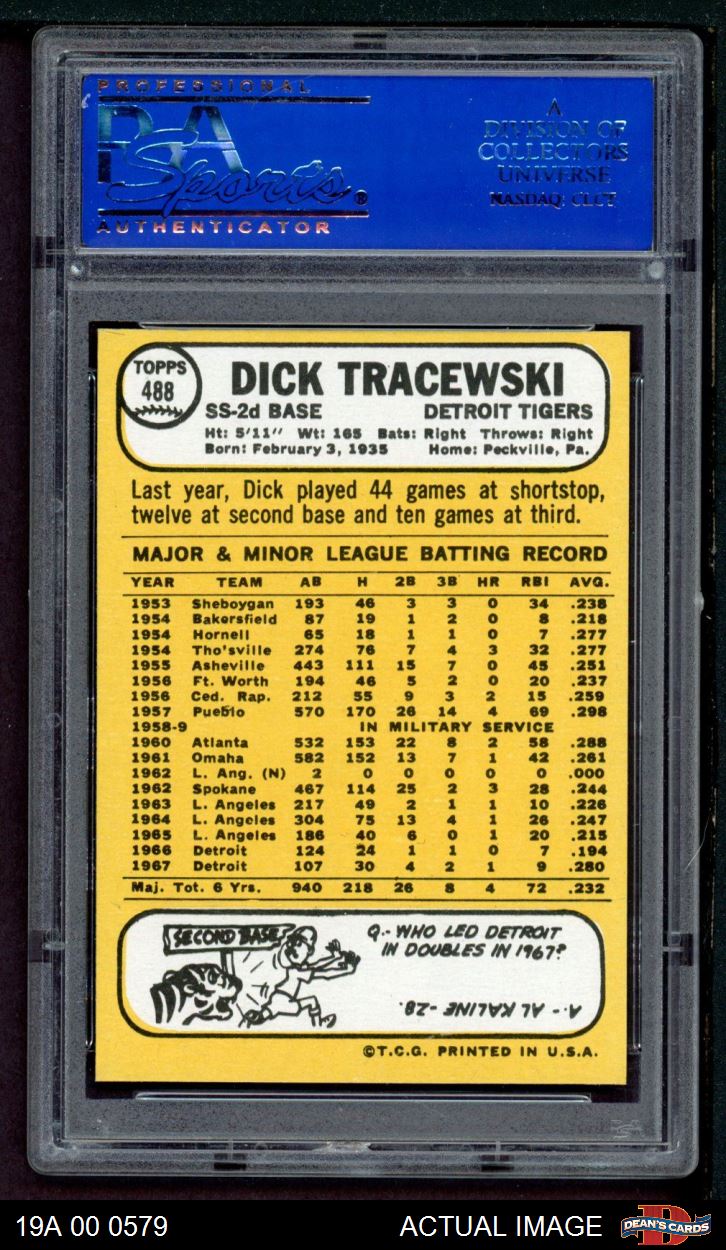 PROFESSIONAL
PSA
Sports®
AUTHENTICATOR
A
DIVISION OF
COLLECTORS
UNIVERSE
NASDAQ: CLCT
TOPPS
488
DICK TRACEWSKI
SS-2d BASE DETROIT TIGERS
Ht: 5'11" Wt: 165 Bats: Right Throws: Right
Born: February 3, 1935 Home: Peckville, Pa.
Last year, Dick played 44 games at shortstop,
twelve at second base and ten games at third.
MAJOR & MINOR LEAGUE BATTING RECORD
YEAR TEAM AB H 2B 3B HR RBI AVG.
1953 Sheboygan 193 46 3 3 0 34 .238
1954 Bakersfield 87 19 1 2 0 8 .218
1954 Hornell 65 18 1 1 0 7 .277
1954 Tho'sville 274 76 7 4 3 32 .277
1955 Asheville 443 111 15 7 0 45 .251
1956 Ft. Worth 194 46 5 2 0 20 .237
1956 Ced. Rap. 212 55 9 3 2 15 .259
1957 Pueblo 570 170 26 14 4 69 .298
1958-9 IN MILITARY SERVICE
1960 Atlanta 532 153 22 8 2 58 .288
1961 Omaha 582 152 13 7 1 42 .261
1962 L. Ang. (N) 2 0 0 0 0 0 .000
1962 Spokane 467 114 25 2 3 28 .244
1963 L. Angeles 217 49 2 1 1 10 .226
1964 L. Angeles 304 75 13 4 1 26 .247
1965 L. Angeles 186 40 6 0 1 20 .215
1966 Detroit 124 24 1 1 0 7 .194
1967 Detroit 107 30 4 2 1 9 .280
Maj. Tot. 6 Yrs. 940 218 26 8 4 72 .232
SECOND BASE
Q.- WHO LED DETROIT
IN DOUBLES IN 1967?
A.- AL KALINE -28.
©T.C.G. PRINTED IN U.S.A.
19A 00 0579 ACTUAL IMAGE
DEAN'S CARDS